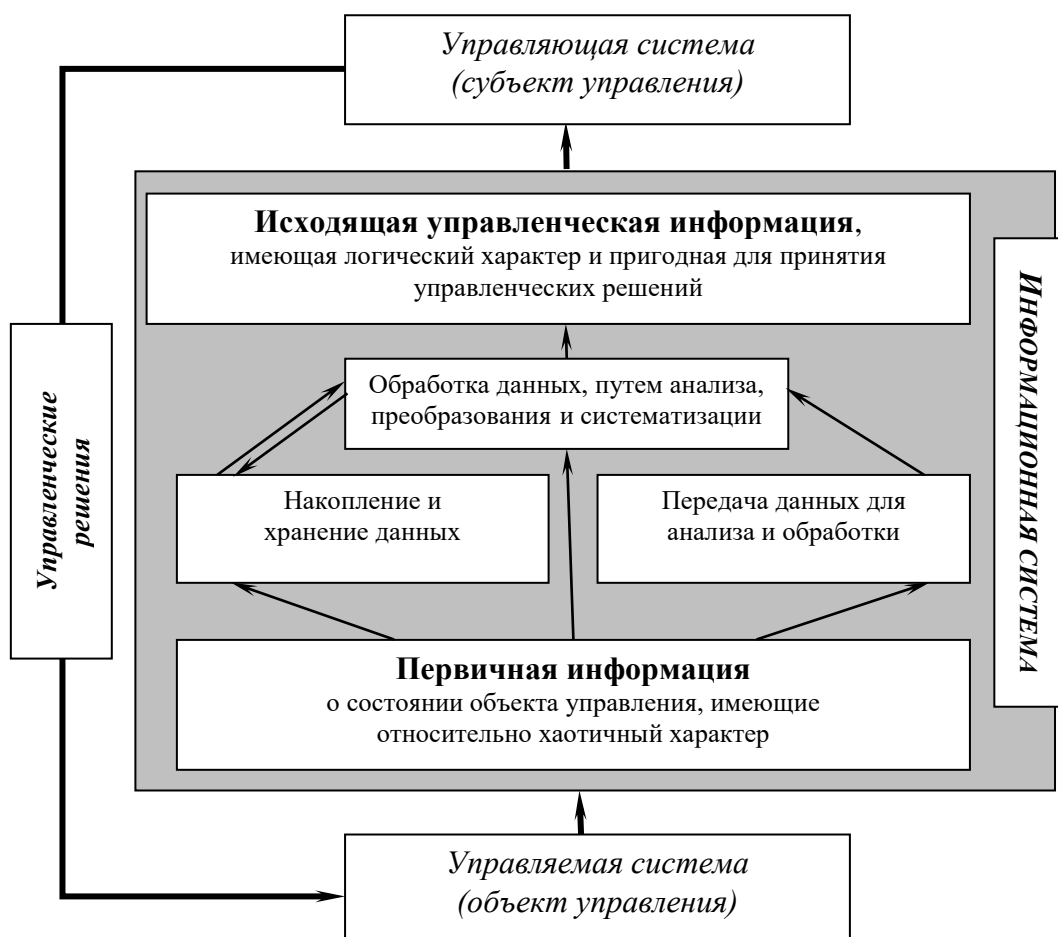 Управляющая система
(субъект управления)
Исходящая управленческая информация,
имеющая логический характер и пригодная для принятия
управленческих решений
ИНФОРМАЦИОННАЯ СИСТЕМА
Управленческие
решения
Обработка данных, путем анализа,
преобразования и систематизации
Накопление и
хранение данных
Передача данных для
анализа и обработки
Первичная информация
о состоянии объекта управления, имеющие
относительно хаотичный характер
Управляемая система
(объект управления)